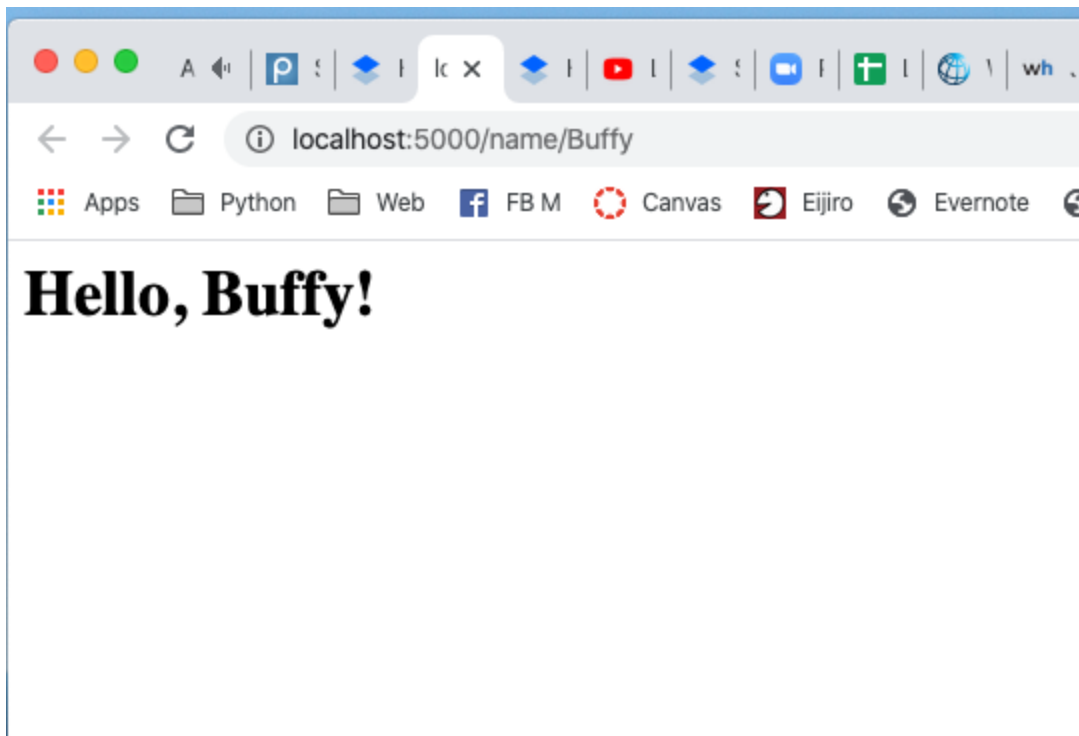 A
localhost:5000/name/Buffy
Apps Python Web FB M Canvas Eijiro Evernote
Hello, Buffy!